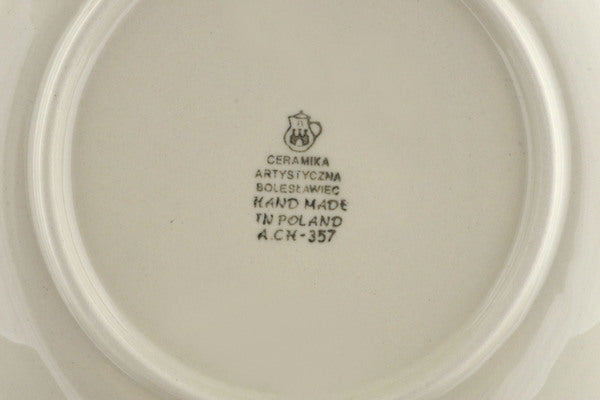 CERAMIKA
ARTYSTYCZNA
BOLESŁAWIEC
HAND MADE
IN POLAND
A.CH-357